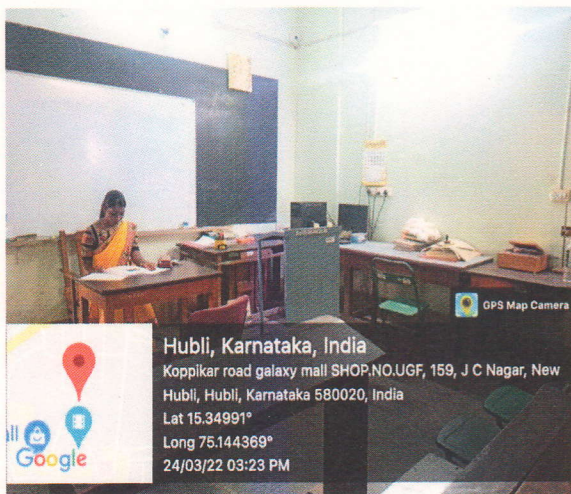 GPS Map Camera
Hubli, Karnataka, India
Koppikar road galaxy mall SHOP.NO.UGF, 159, J C Nagar, New
Hubli, Hubli, Karnataka 580020, India
Lat 15.34991°
Long 75.144369°
24/03/22 03:23 PM
Google